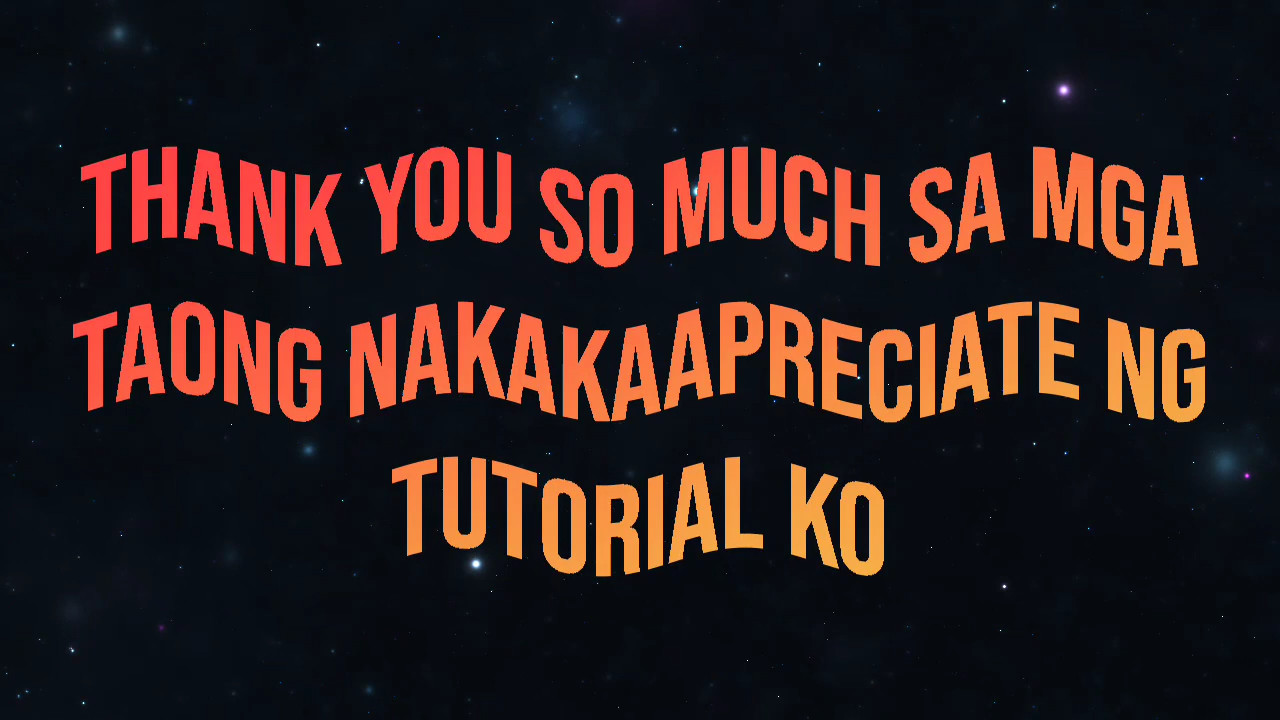 THANK YOU SO MUCH SA MGA
TAONG NAKAKAAPRECIATE NG
TUTORIAL KO